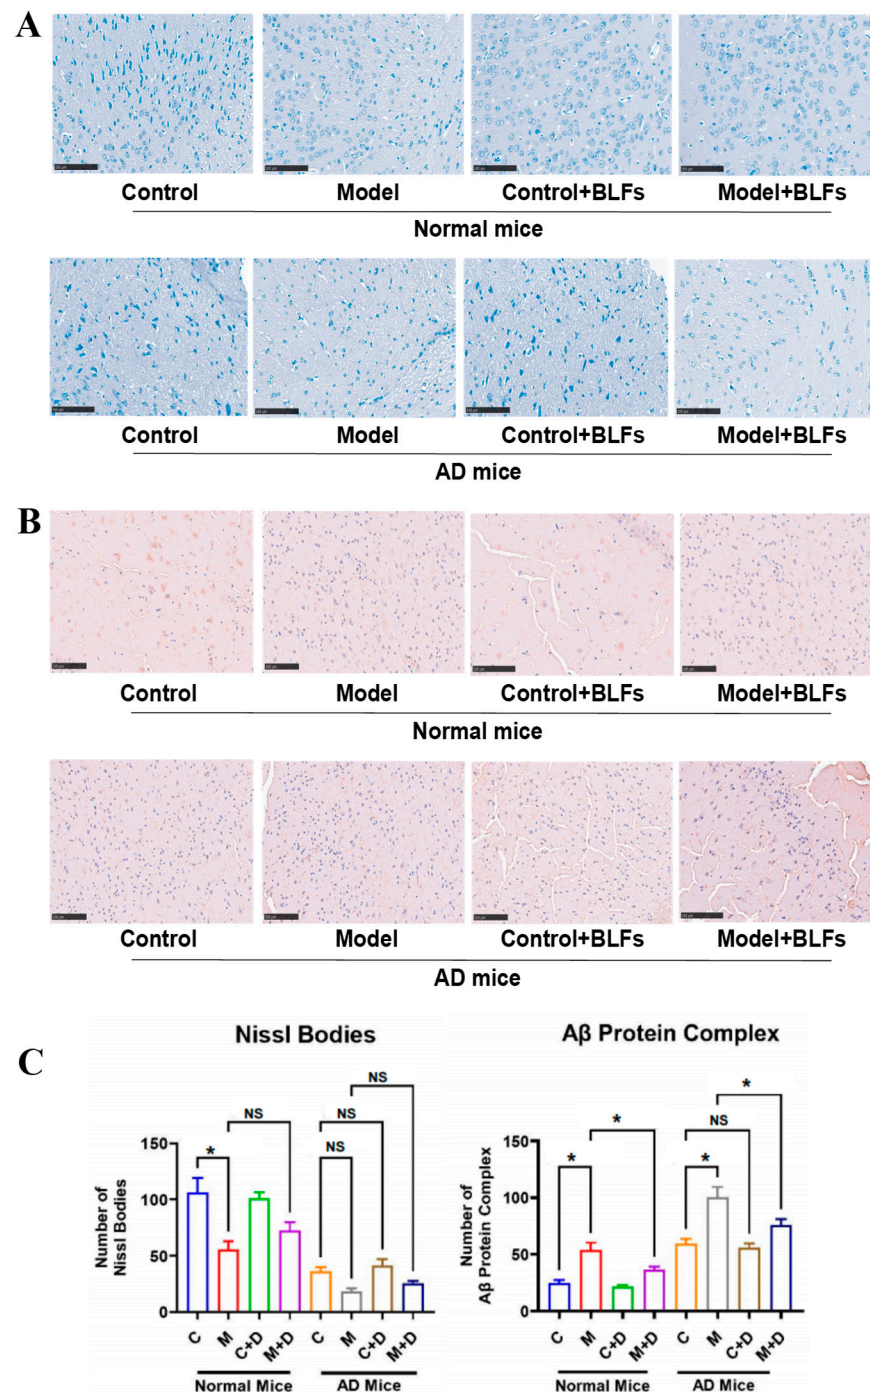 A
Control Model Control+BLFs Model+BLFs
Normal mice
Control Model Control+BLFs Model+BLFs
AD mice
B
Control Model Control+BLFs Model+BLFs
Normal mice
Control Model Control+BLFs Model+BLFs
AD mice
C
Nissl Bodies
NS
NS NS
* NS
150
100
50
0
Number of
Nissl Bodies
C M C+D M+D C M C+D M+D
Normal Mice AD Mice
Aβ Protein Complex
*
* NS
* *
150
100
50
0
Number of
Aβ Protein Complex
C M C+D M+D C M C+D M+D
Normal Mice AD Mice